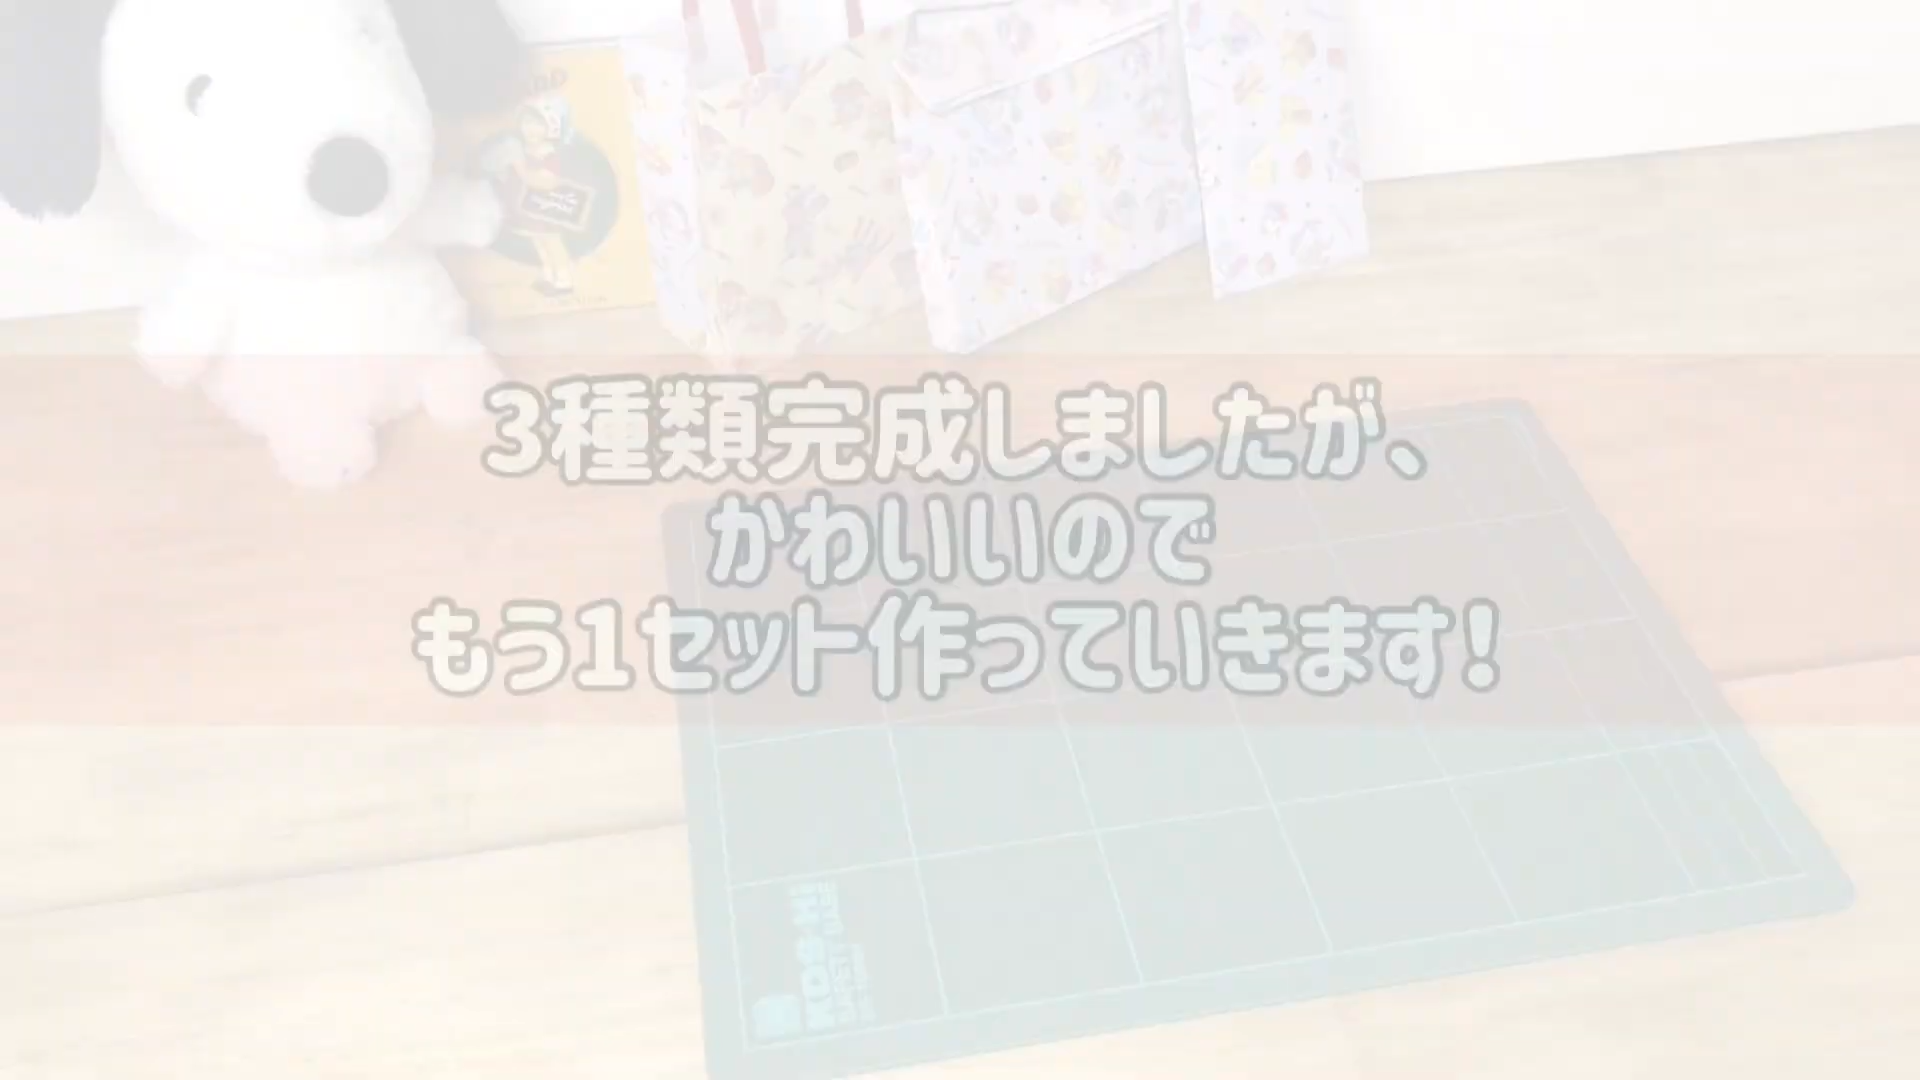 3種類完成しましたが、
かわいいので
もう1セット作っていきます!